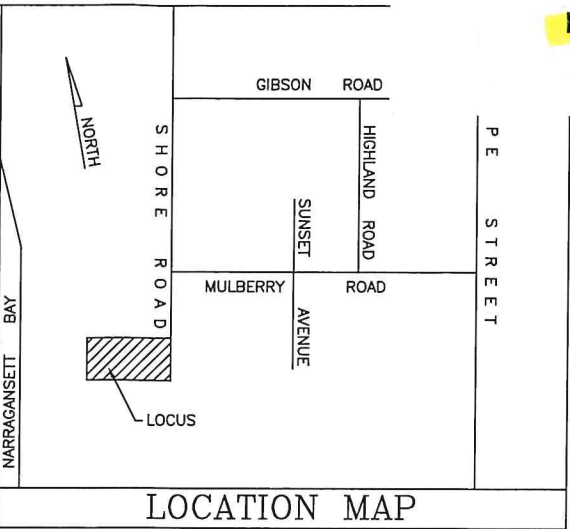 GIBSON ROAD
NORTH
SHORE ROAD
HIGHLAND ROAD
PE STREET
SUNSET AVENUE
MULBERRY ROAD
NARRAGANSETT BAY
LOCUS
LOCATION MAP